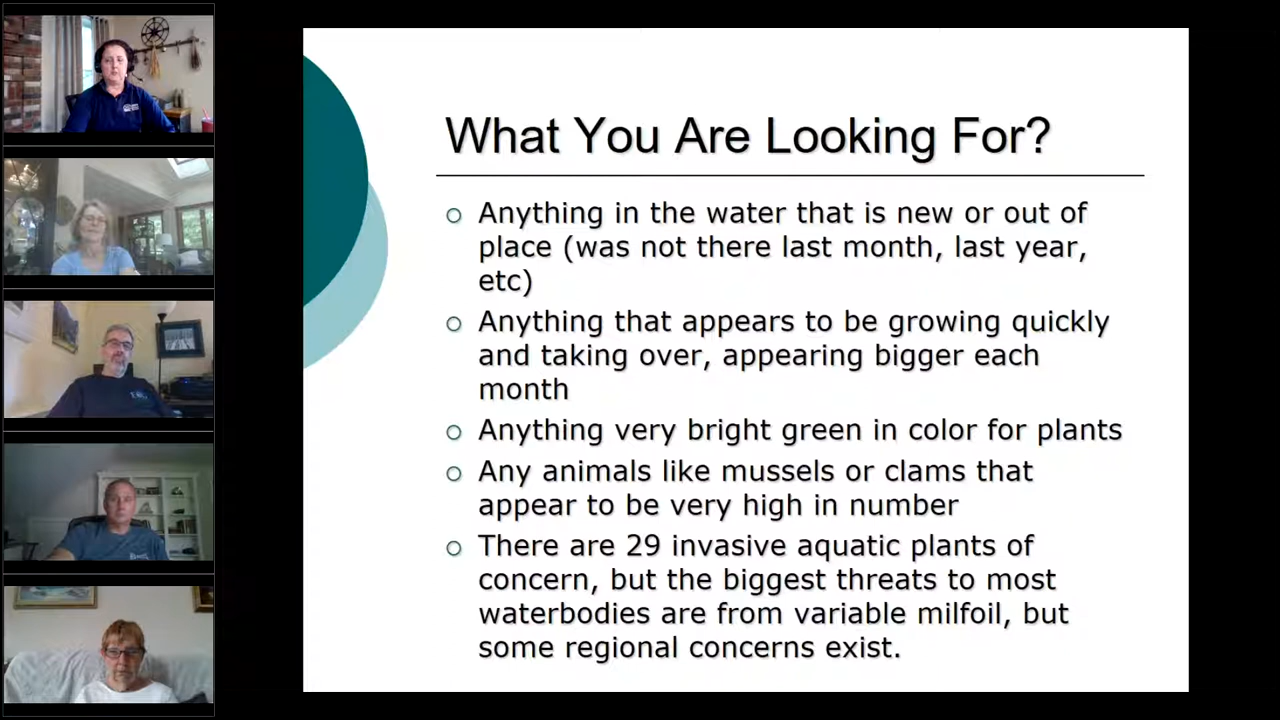 What You Are Looking For?
Anything in the water that is new or out of
place (was not there last month, last year,
etc)
Anything that appears to be growing quickly
and taking over, appearing bigger each
month
Anything very bright green in color for plants
Any animals like mussels or clams that
appear to be very high in number
There are 29 invasive aquatic plants of
concern, but the biggest threats to most
waterbodies are from variable milfoil, but
some regional concerns exist.